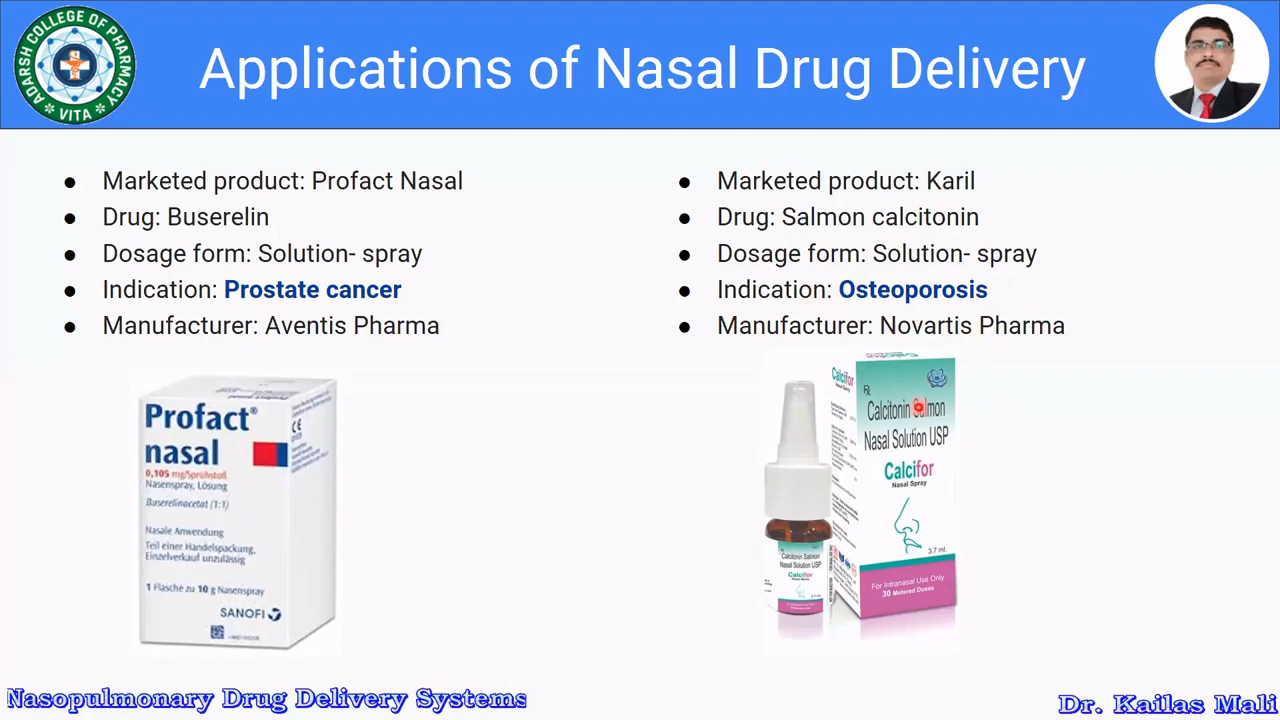 ADARSH COLLEGE OF PHARMACY
VITA
Applications of Nasal Drug Delivery
● Marketed product: Profact Nasal
● Drug: Buserelin
● Dosage form: Solution- spray
● Indication: Prostate cancer
● Manufacturer: Aventis Pharma
● Marketed product: Karil
● Drug: Salmon calcitonin
● Dosage form: Solution- spray
● Indication: Osteoporosis
● Manufacturer: Novartis Pharma
Profact®
nasal
0,105 mg/Sprühstoß
Nasenspray, Lösung
Buserelinacetat (1:1)
Nasale Anwendung
Teil einer Handelspackung,
Einzelverkauf unzulässig
1 Flasche zu 10 g Nasenspray
SANOFI
Calcifor
Rx
Calcitonin Salmon
Nasal Solution USP
Calcifor
Nasal Spray
3.7 ml.
For Intranasal Use Only
30 Metered Doses
Calcitonin Salmon
Nasal Solution USP
Calcifor
Nasopulmonary Drug Delivery Systems
Dr. Kailas Mali